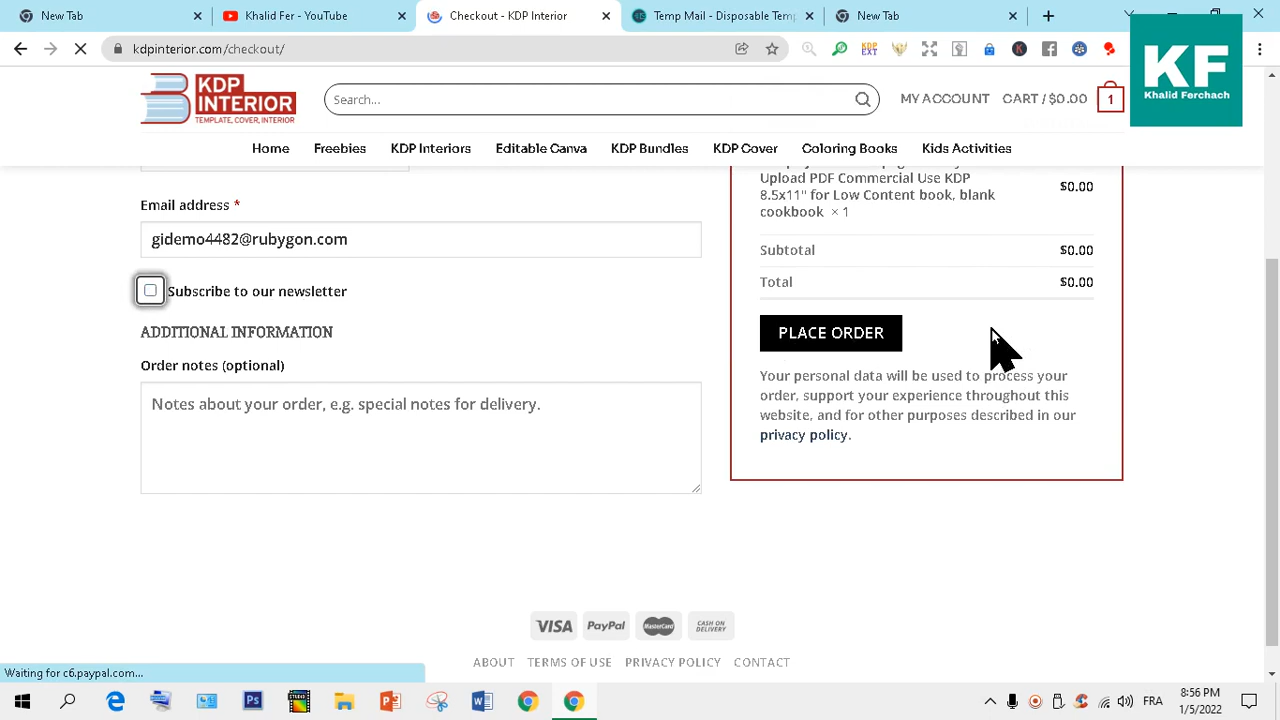 New Tab
YouTube
Checkout - KDP Interior
Temp Mail - Disposable Temp
New Tab
kdpinterior.com/checkout/
KDP EXT
KF
Khalid Ferchach
KDP
INTERIOR
TEMPLATE, COVER, INTERIOR
Search...
MY ACCOUNT
CART / $0.00
1
Home
Freebies
KDP Interiors
Editable Canva
KDP Bundles
KDP Cover
Coloring Books
Kids Activities
Upload PDF Commercial Use KDP
8.5x11" for Low Content book, blank
cookbook × 1
$0.00
Subtotal $0.00
Total $0.00
PLACE ORDER
Your personal data will be used to process your
order, support your experience throughout this
website, and for other purposes described in our
privacy policy.
Email address *
gidemo4482@rubygon.com
Subscribe to our newsletter
ADDITIONAL INFORMATION
Order notes (optional)
Notes about your order, e.g. special notes for delivery.
VISA PayPal MasterCard CASH ON DELIVERY
ABOUT TERMS OF USE PRIVACY POLICY CONTACT
Waiting for c6.paypal.com...
FRA
8:56 PM
1/5/2022